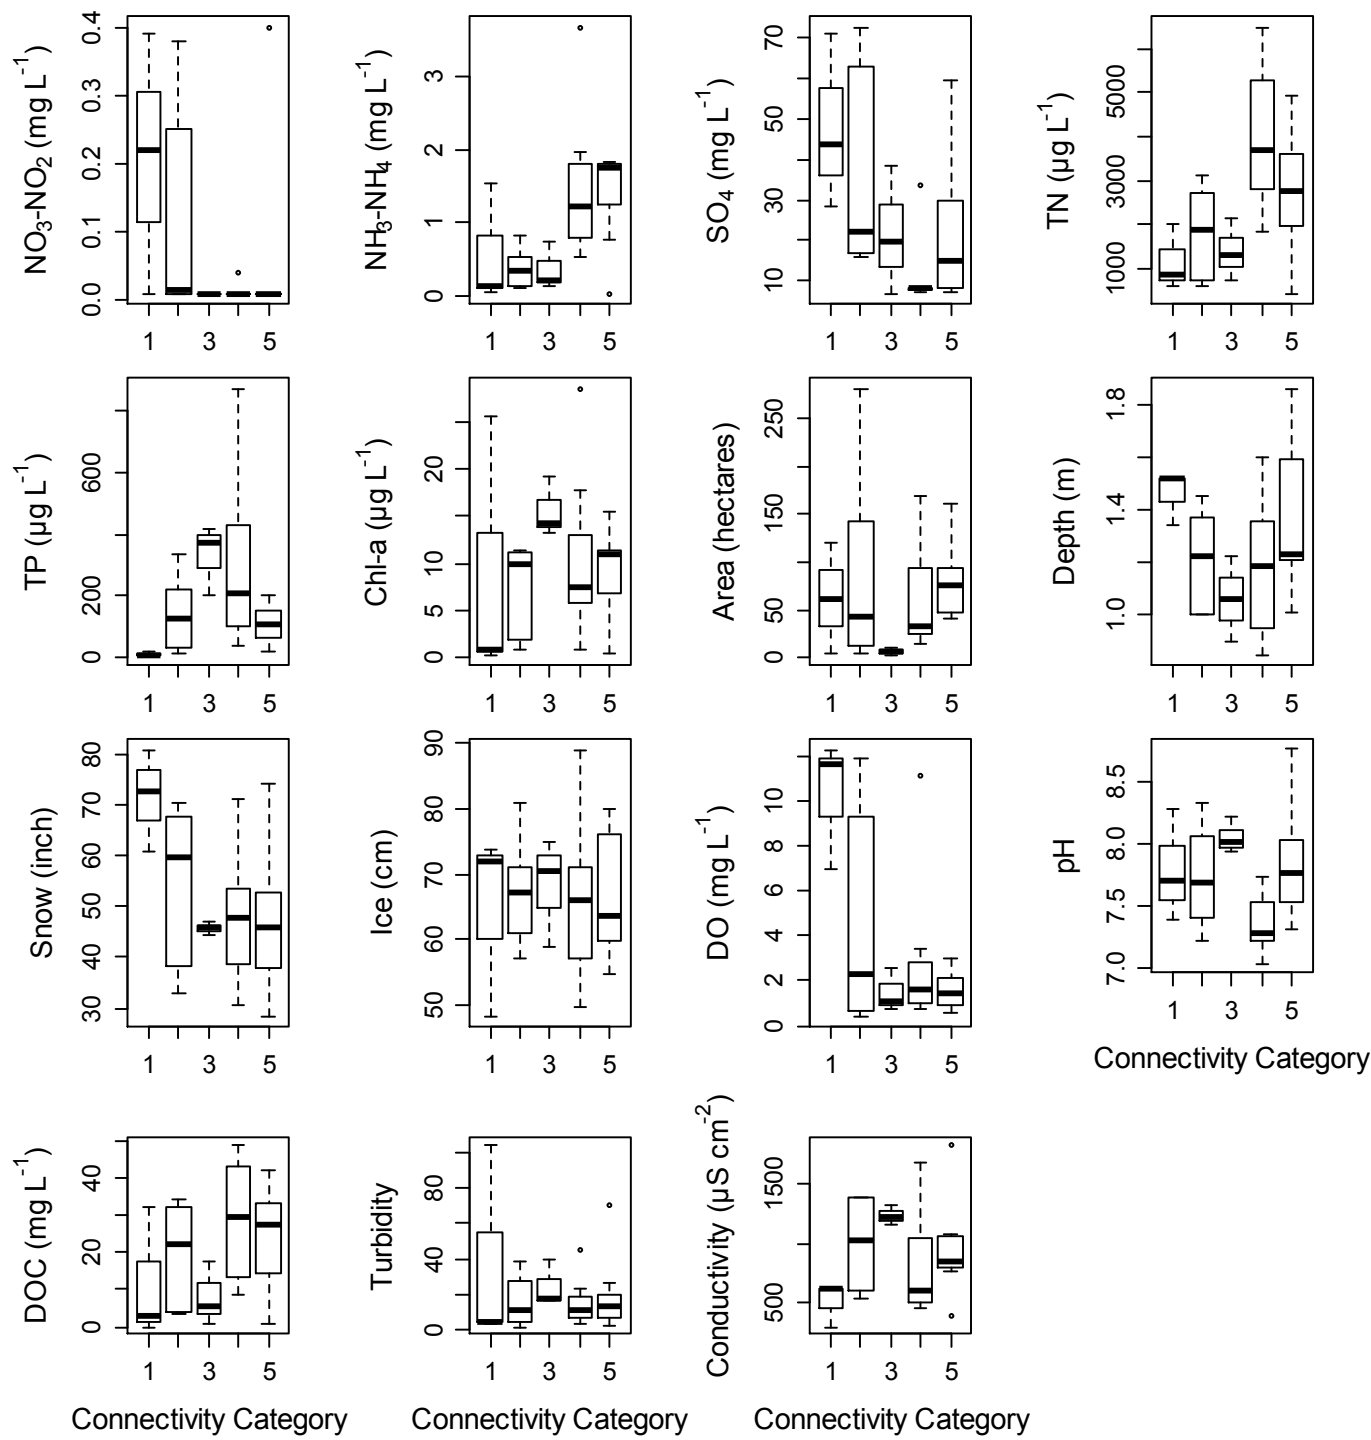 NO₃-NO₂ (mg L⁻¹)
0.4
0.3
0.2
0.1
0.0
1 3 5
NH₃-NH₄ (mg L⁻¹)
3
2
1
0
1 3 5
SO₄ (mg L⁻¹)
70
50
30
10
1 3 5
TN (µg L⁻¹)
5000
3000
1000
1 3 5
TP (µg L⁻¹)
600
200
0
1 3 5
Chl-a (µg L⁻¹)
20
10
5
0
1 3 5
Area (hectares)
250
150
50
0
1 3 5
Depth (m)
1.8
1.4
1.0
1 3 5
Snow (inch)
80
70
60
50
40
30
1 3 5
Ice (cm)
90
80
70
60
50
1 3 5
DO (mg L⁻¹)
10
8
6
4
2
0
1 3 5
pH
8.5
8.0
7.5
7.0
1 3 5
Connectivity Category
DOC (mg L⁻¹)
40
20
0
1 3 5
Connectivity Category
Turbidity
80
40
0
1 3 5
Connectivity Category
Conductivity (µS cm⁻²)
1500
500
1 3 5
Connectivity Category